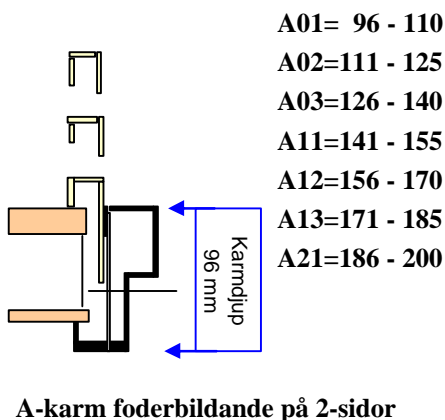 A01= 96 - 110
A02=111 - 125
A03=126 - 140
A11=141 - 155
A12=156 - 170
A13=171 - 185
A21=186 - 200
Karmdjup
96 mm
A-karm foderbildande på 2-sidor